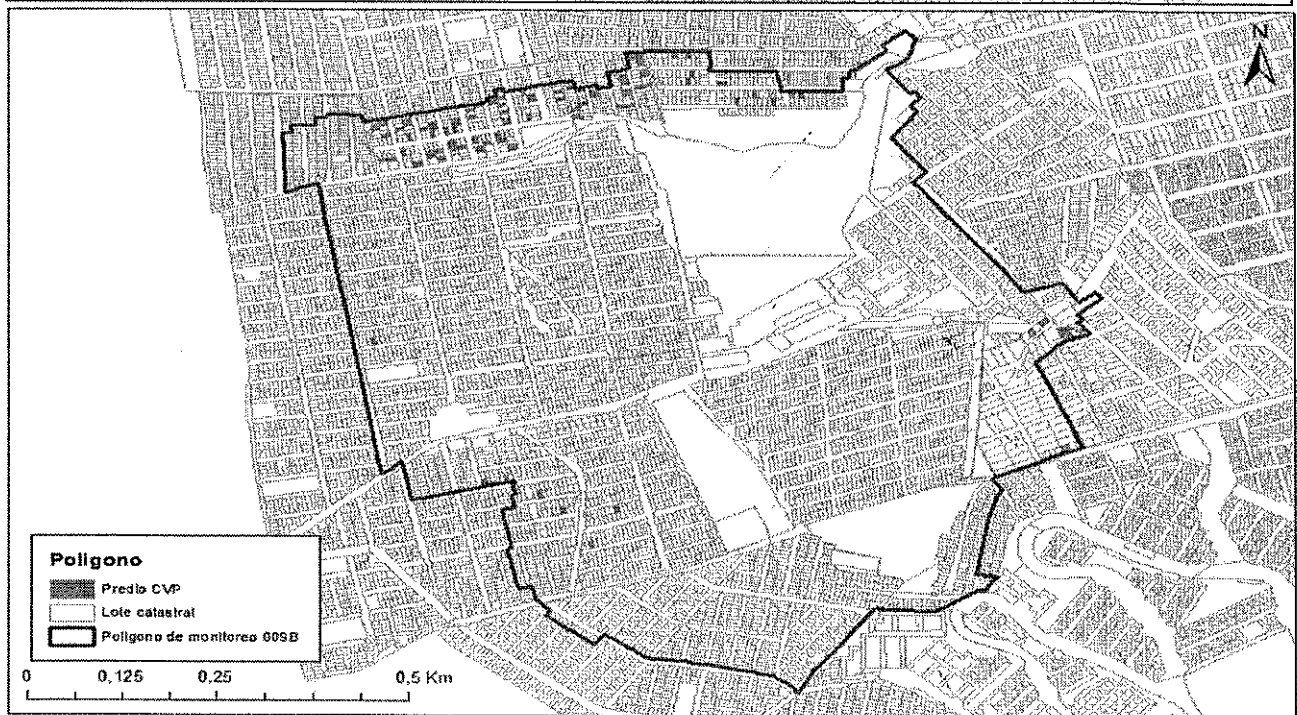 N
Poligono
Predio CVP
Lote catastral
Poligono de monitoreo 009B
0 0,125 0,25 0,5 Km